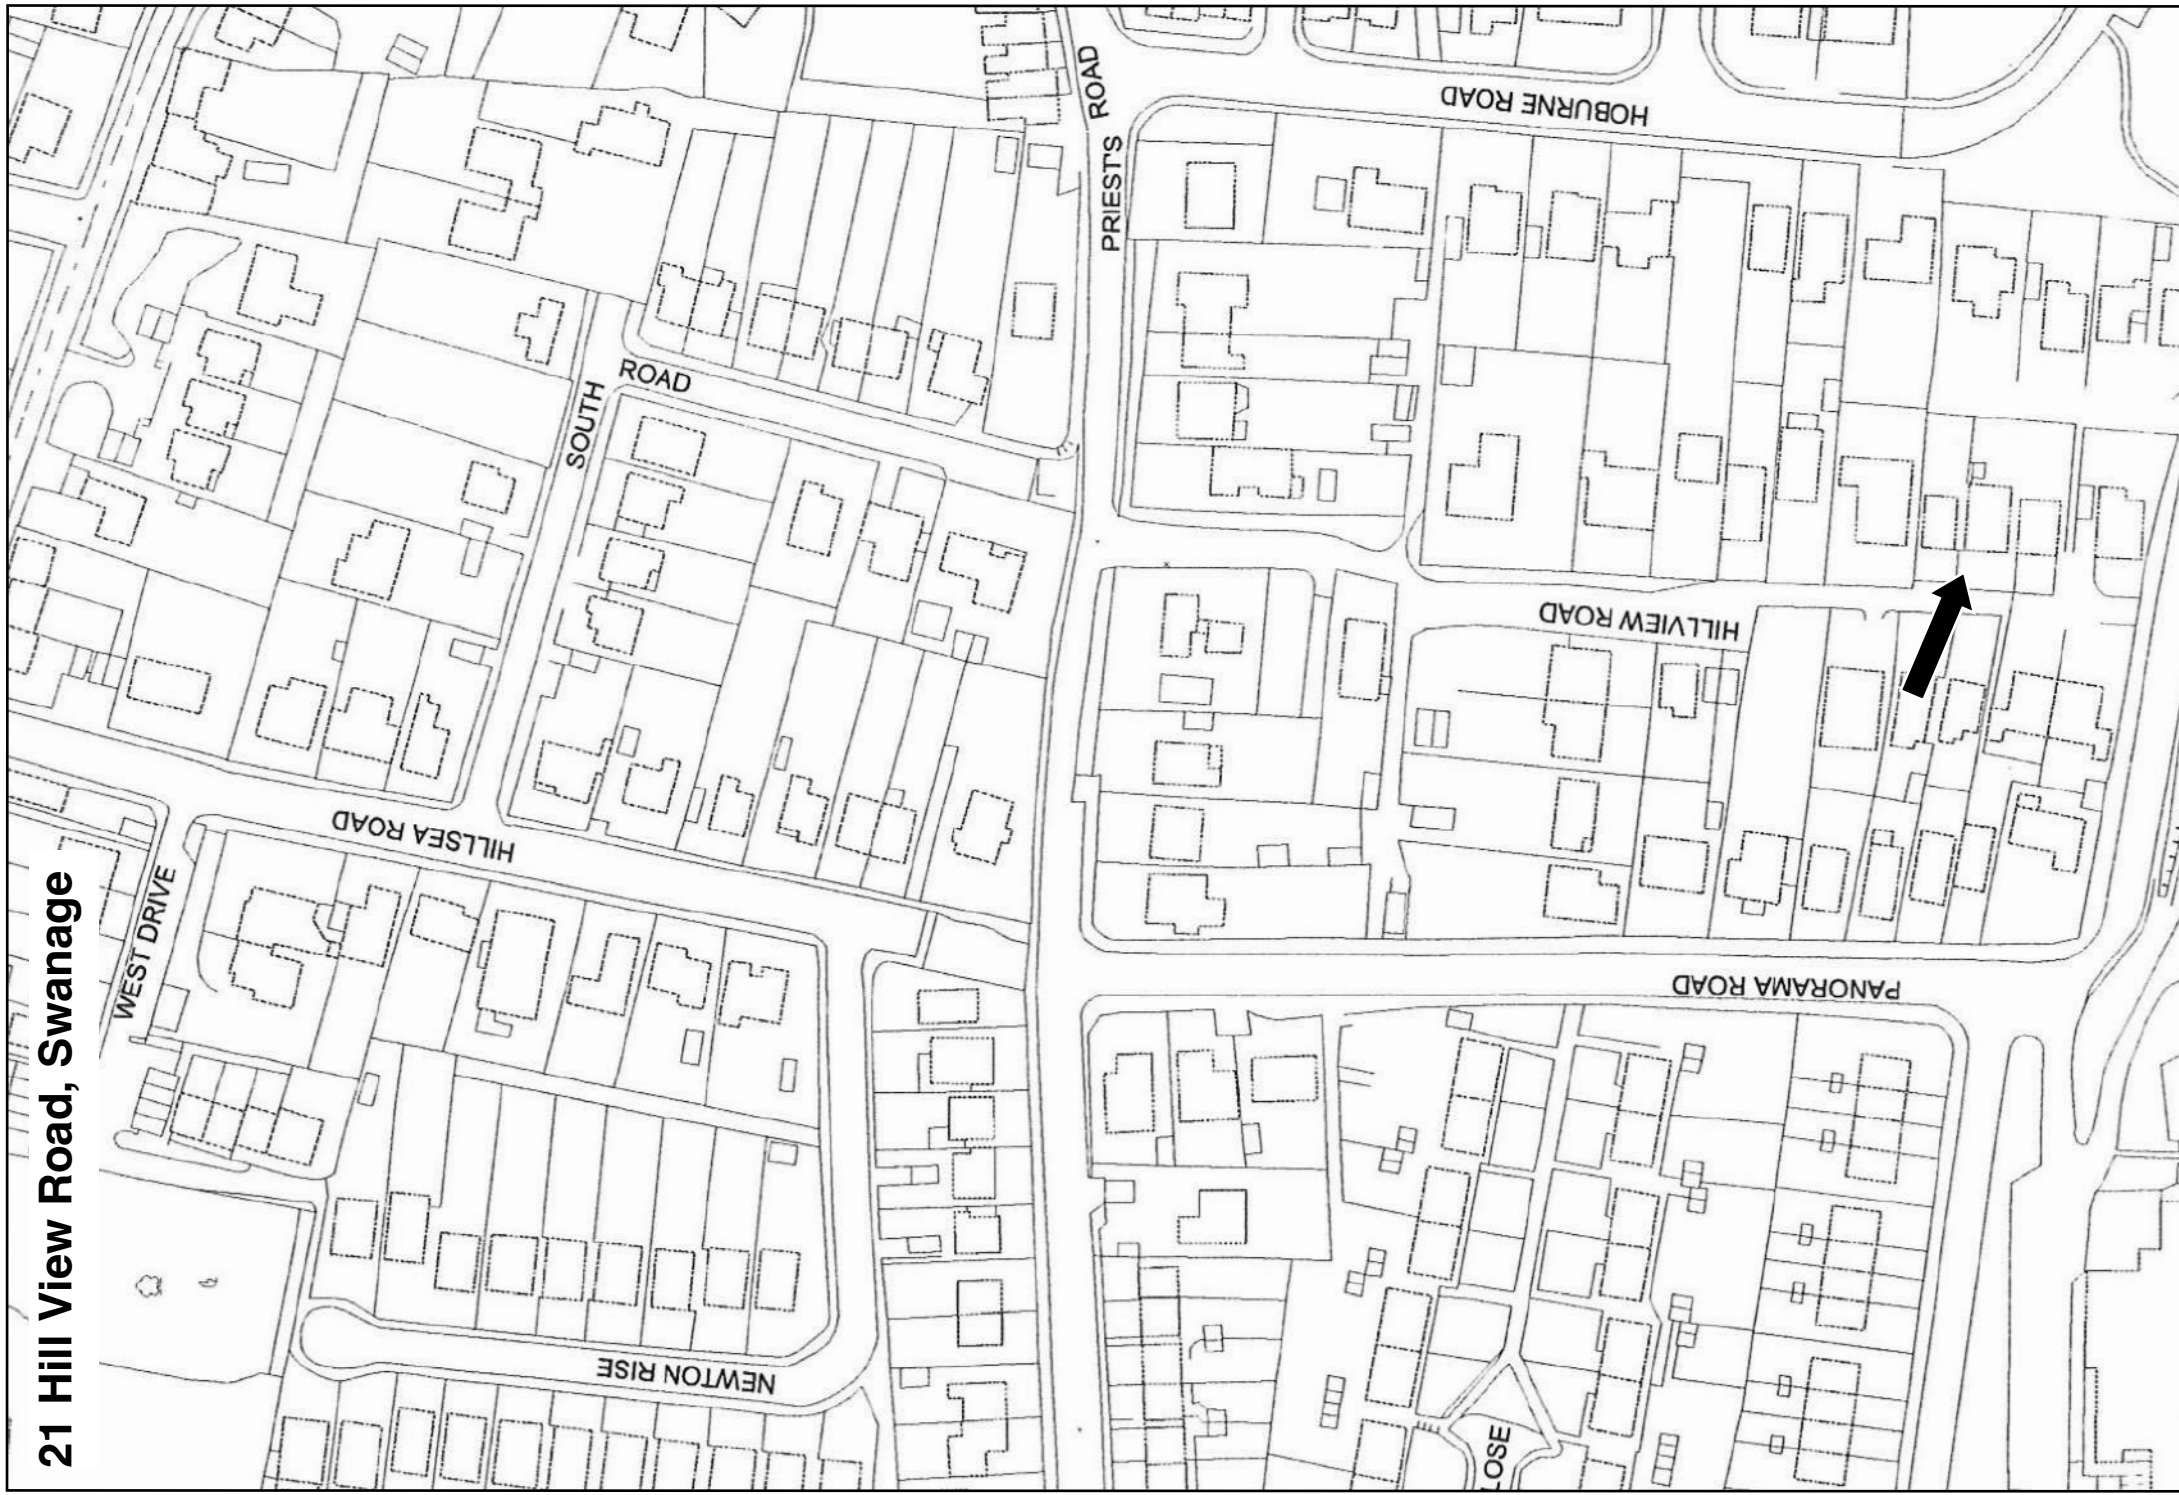 21 Hill View Road, Swanage
WEST DRIVE
HILLSEA ROAD
SOUTH
ROAD
NEWTON RISE
PRIEST'S
ROAD
HOBURNE ROAD
HILLVIEW ROAD
PANORAMA ROAD
LOSE